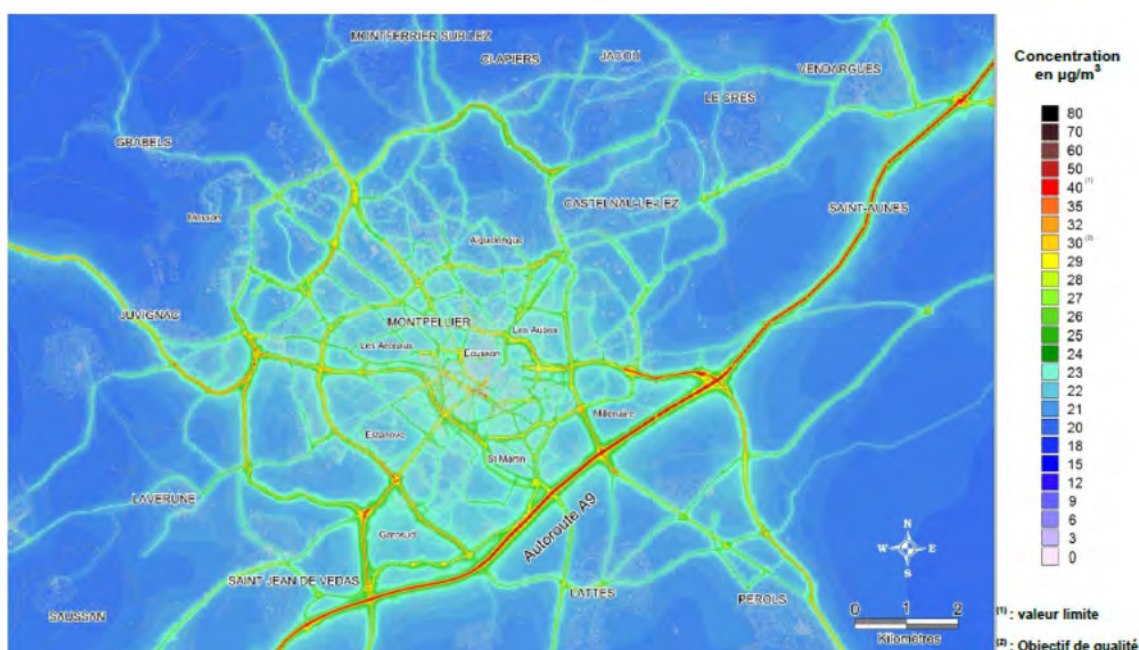 MONTFERRIER SUR LEZ
CLAPIERS
JACOU
VENDARGUES
LE CRES
GRABELS
Mosson
CASTELNAU-LE-LEZ
SAINT-AUNES
Aiguelongue
JUVIGNAC
MONTPELLIER
Les Aubes
Les Arceaux
Ecusson
Millénaire
Estanove
St Martin
LAVERUNE
Autoroute A9
Garosud
SAINT JEAN DE VEDAS
LATTES
PEROLS
SAUSSAN
N
W E
S
0 1 2
Kilomètres
Concentration
en µg/m³
80
70
60
50
40 (1)
35
32
30 (2)
29
28
27
26
25
24
23
22
21
20
18
15
12
9
6
3
0
(1) : valeur limite
(2) : Objectif de qualité